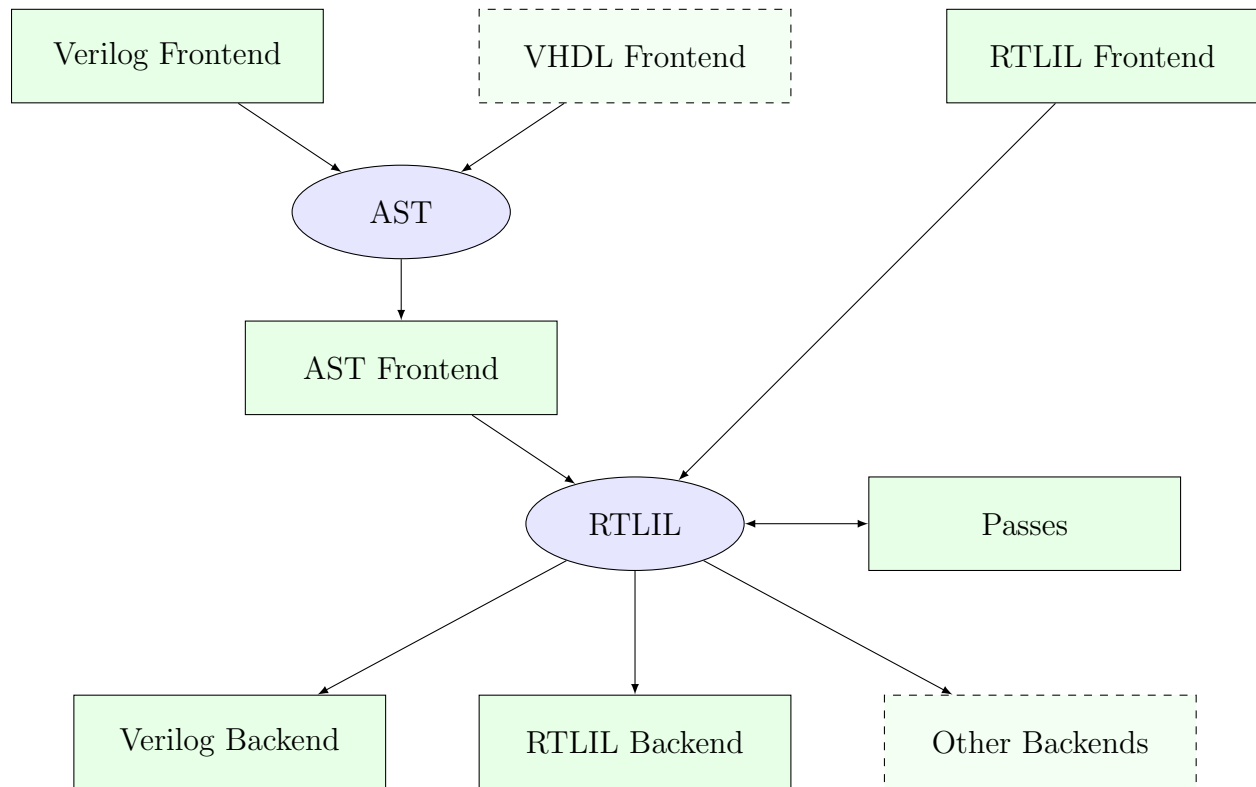 Verilog Frontend
VHDL Frontend
RTLIL Frontend
AST
AST Frontend
RTLIL
Passes
Verilog Backend
RTLIL Backend
Other Backends